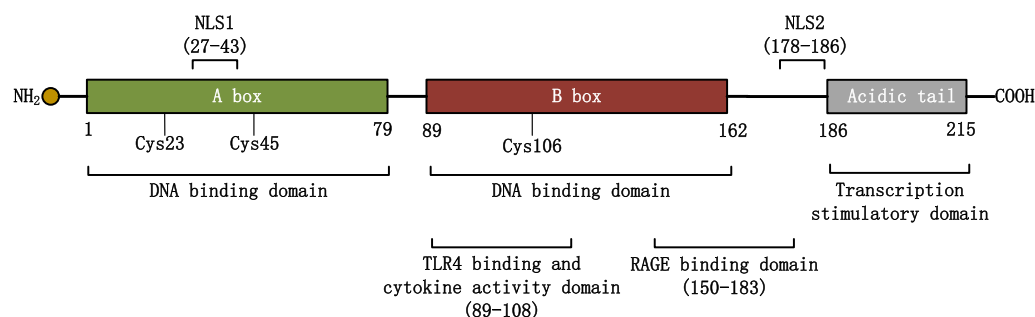 NLS1
(27-43)
NLS2
(178-186)
NH₂
A box
B box
Acidic tail
COOH
1
79
89
162
186
215
Cys23
Cys45
Cys106
DNA binding domain
DNA binding domain
Transcription
stimulatory domain
TLR4 binding and
cytokine activity domain
(89-108)
RAGE binding domain
(150-183)